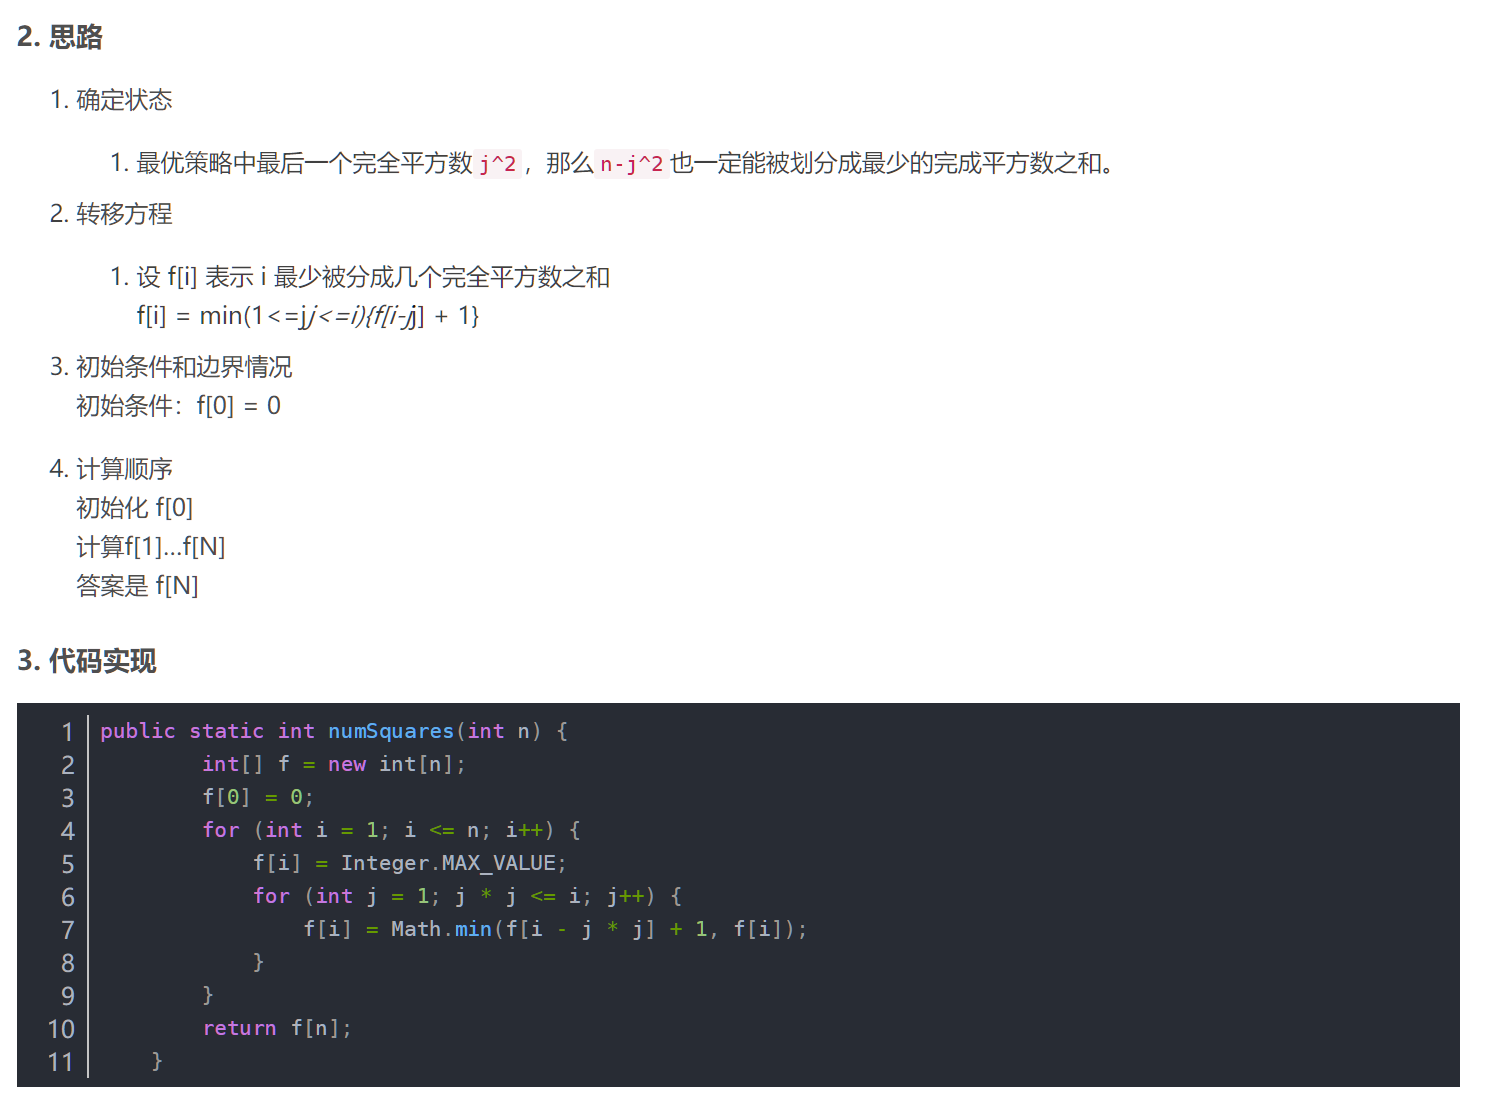 2. 思路
1. 确定状态
1. 最优策略中最后一个完全平方数 j^2 ，那么 n-j^2 也一定能被划分成最少的完成平方数之和。
2. 转移方程
1. 设 f[i] 表示 i 最少被分成几个完全平方数之和
f[i] = min(1<=jj<=i){f[i-jj] + 1}
3. 初始条件和边界情况
初始条件：f[0] = 0
4. 计算顺序
初始化 f[0]
计算f[1]...f[N]
答案是 f[N]
3. 代码实现
1 public static int numSquares(int n) {
2         int[] f = new int[n];
3         f[0] = 0;
4         for (int i = 1; i <= n; i++) {
5             f[i] = Integer.MAX_VALUE;
6             for (int j = 1; j * j <= i; j++) {
7                 f[i] = Math.min(f[i - j * j] + 1, f[i]);
8             }
9         }
10         return f[n];
11     }